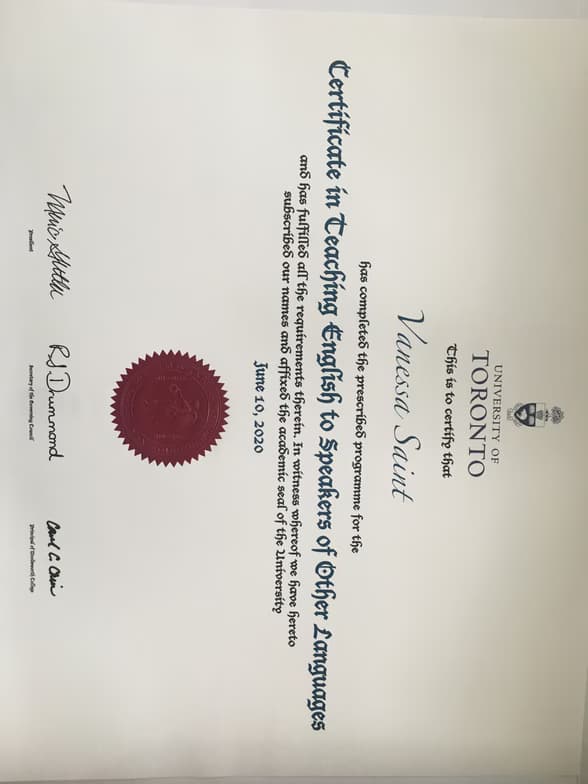 UNIVERSITY OF
TORONTO
This is to certify that
Vanessa Saint
has completed the prescribed programme for the
Certificate in Teaching English to Speakers of Other Languages
and has fulfilled all the requirements therein. In witness whereof we have hereto
subscribed our names and affixed the academic seal of the University
June 10, 2020
RJ Drummond
President
Secretary of the Governing Council
Principal of Woodsworth College